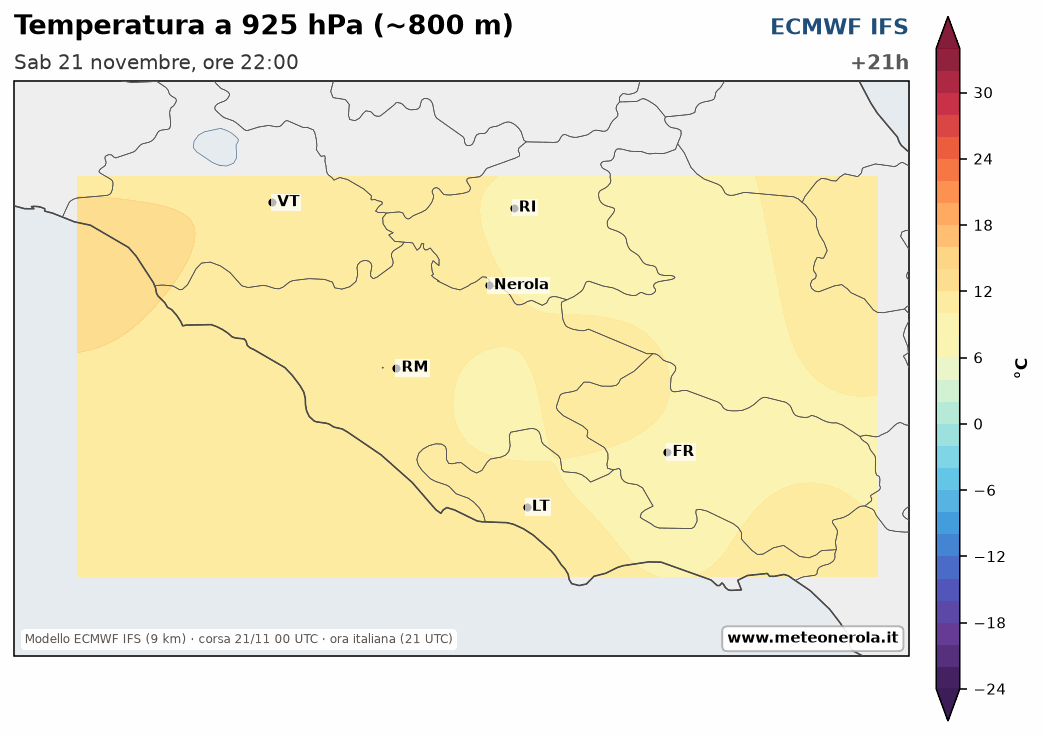 Temperatura a 925 hPa (~800 m)
ECMWF IFS
Sab 21 novembre, ore 22:00
+21h
VT
RI
Nerola
RM
FR
LT
30
24
18
12
6
0
−6
−12
−18
−24
°C
Modello ECMWF IFS (9 km) · corsa 21/11 00 UTC · ora italiana (21 UTC)
www.meteonerola.it